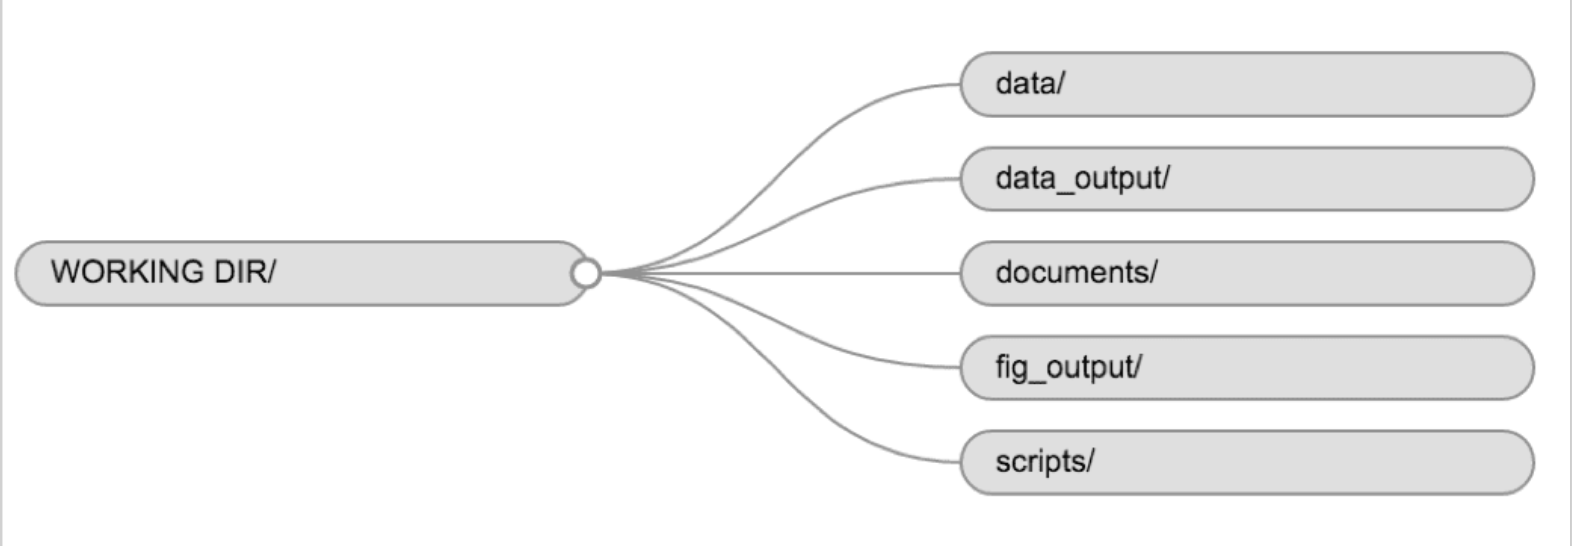 WORKING DIR/
data/
data_output/
documents/
fig_output/
scripts/